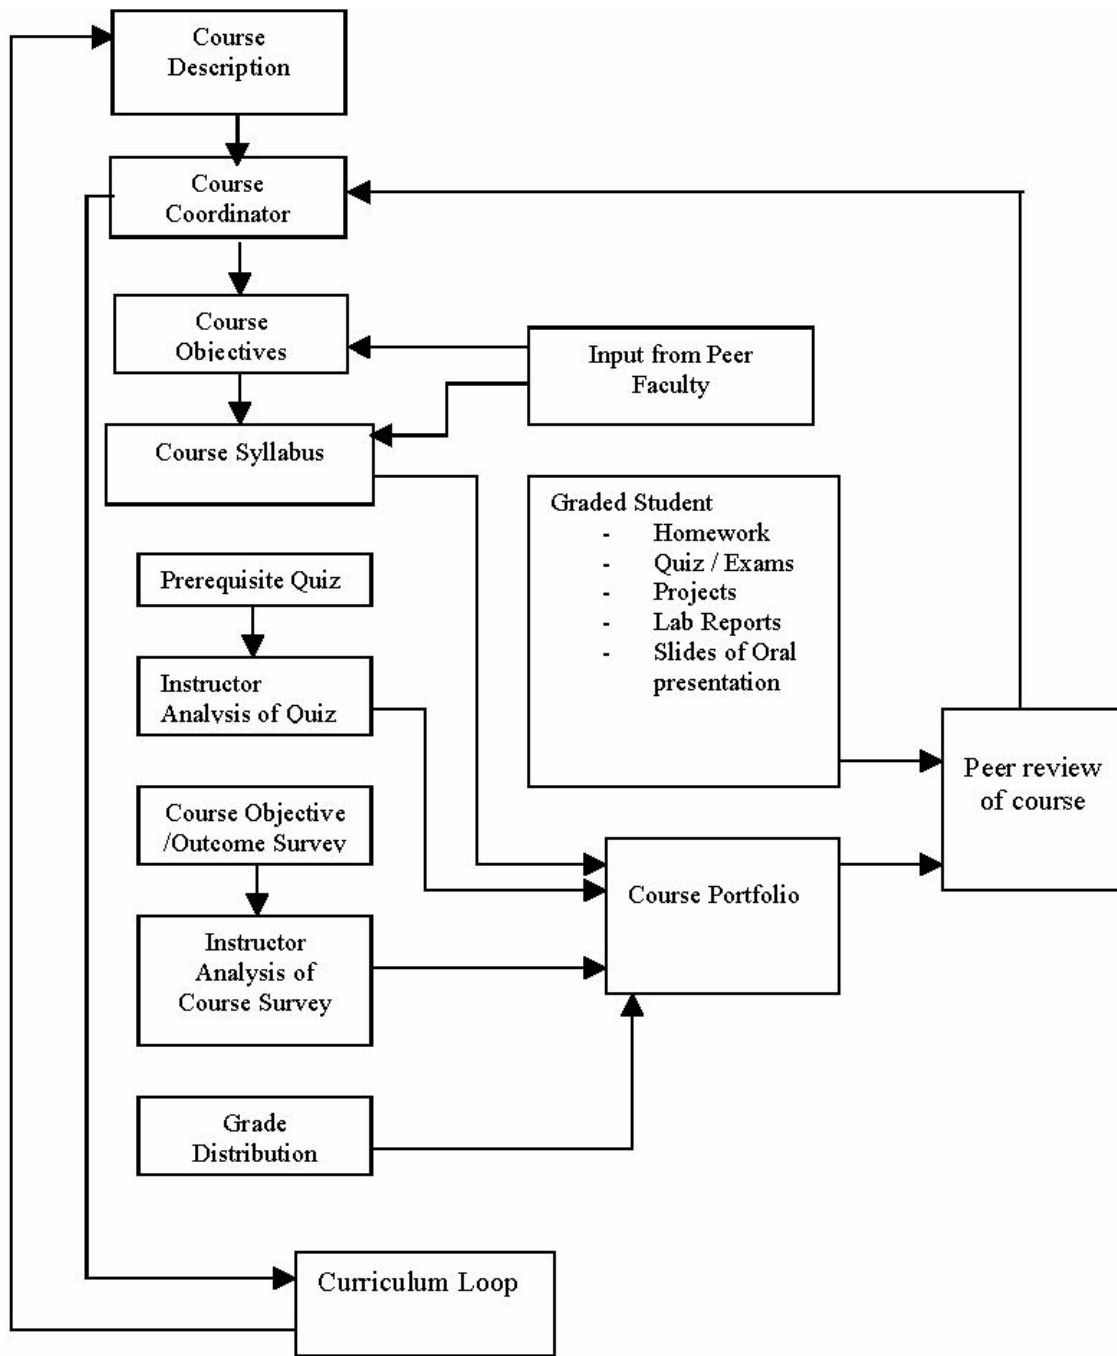 Course
Description
Course
Coordinator
Course
Objectives
Input from Peer
Faculty
Course Syllabus
Graded Student
- Homework
- Quiz / Exams
- Projects
- Lab Reports
- Slides of Oral
presentation
Prerequisite Quiz
Instructor
Analysis of Quiz
Peer review
of course
Course Objective
/Outcome Survey
Course Portfolio
Instructor
Analysis of
Course Survey
Grade
Distribution
Curriculum Loop